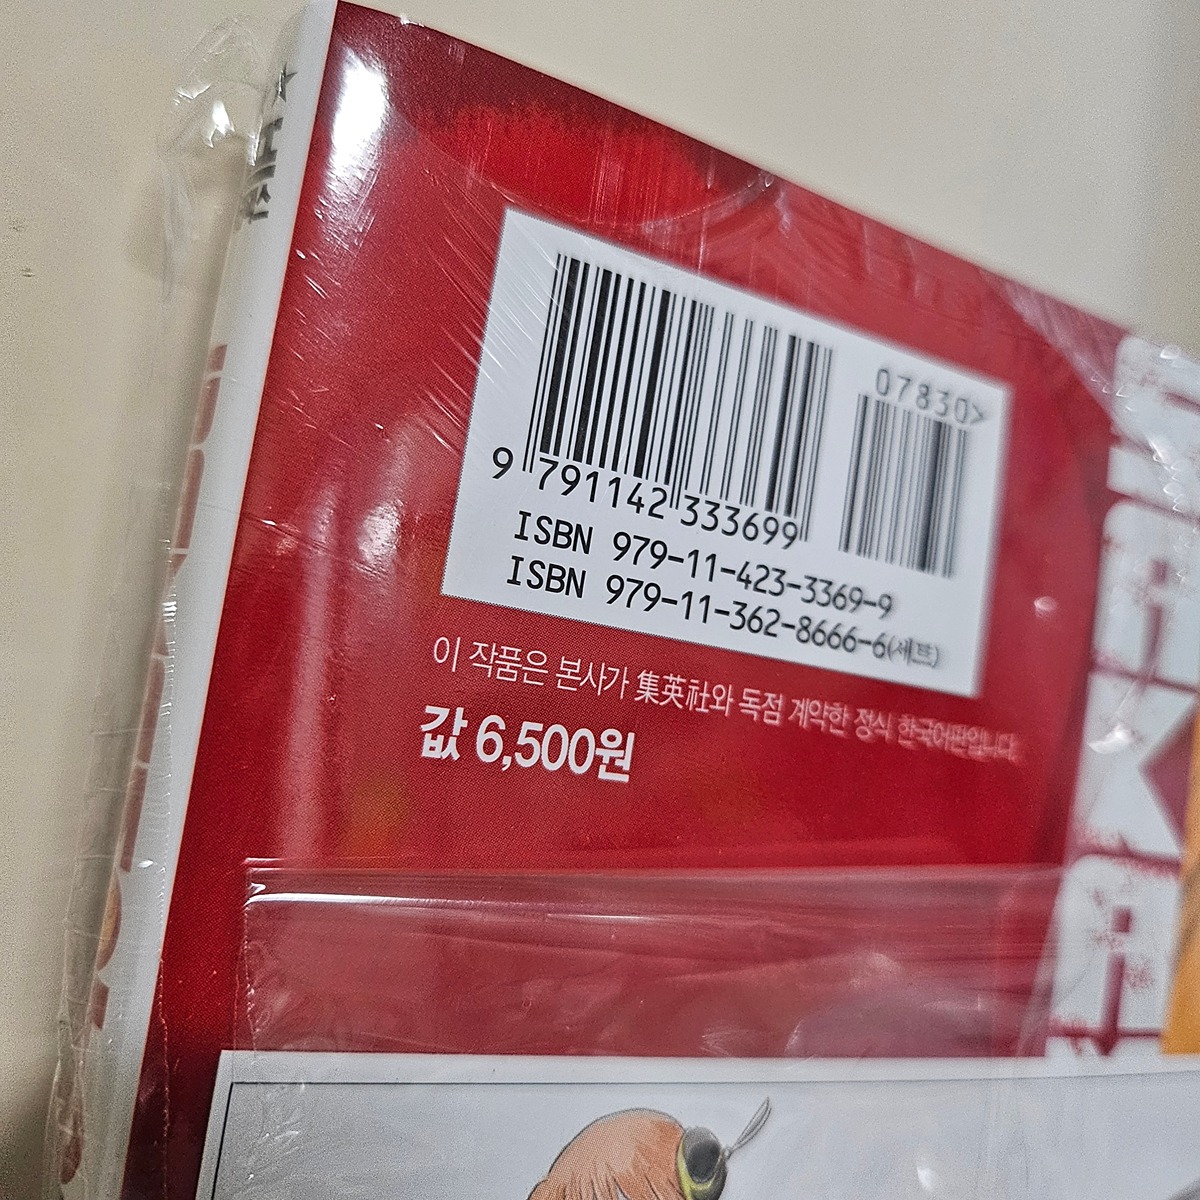 07830>
9 791142 333699
ISBN 979-11-423-3369-9
ISBN 979-11-362-8666-6(세트)
이 작품은 본사가 集英社와 독점 계약한 정식 한국어판입니다.
값 6,500원